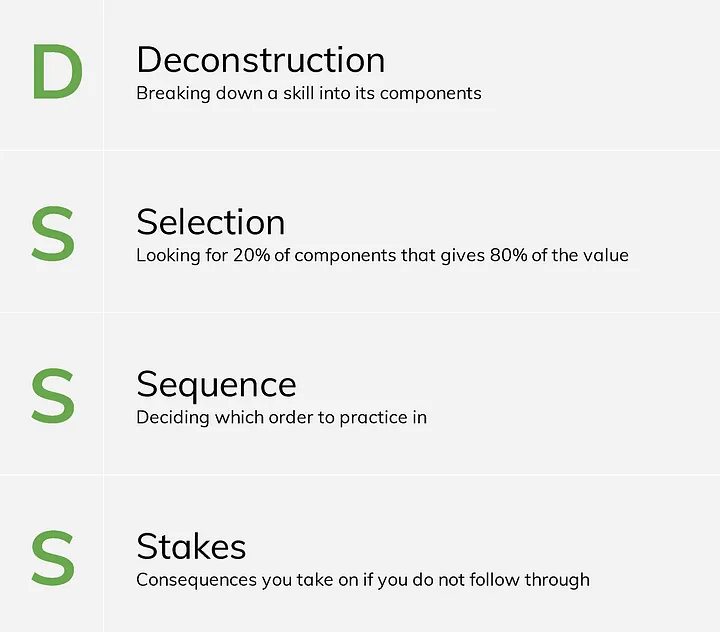 D
Deconstruction
Breaking down a skill into its components
S
Selection
Looking for 20% of components that gives 80% of the value
S
Sequence
Deciding which order to practice in
S
Stakes
Consequences you take on if you do not follow through